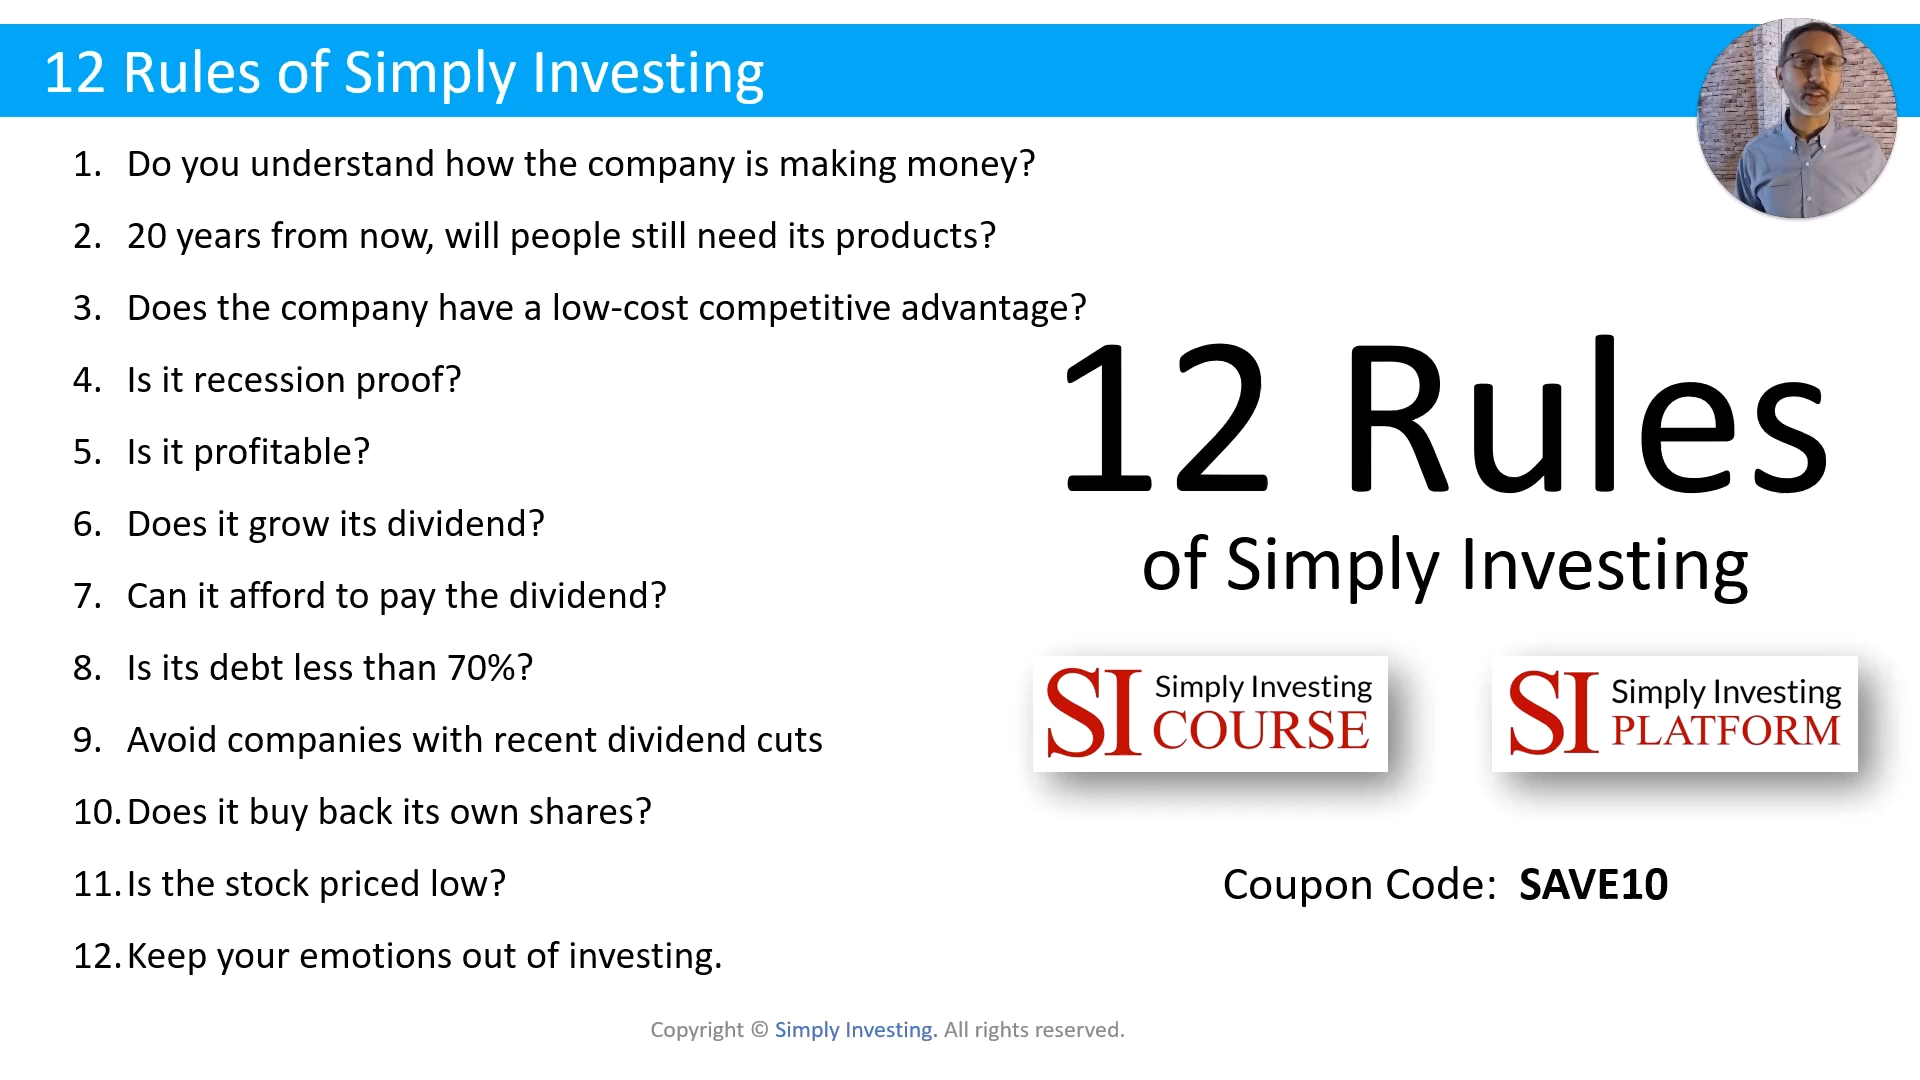 12 Rules of Simply Investing
1. Do you understand how the company is making money?
2. 20 years from now, will people still need its products?
3. Does the company have a low-cost competitive advantage?
4. Is it recession proof?
5. Is it profitable?
6. Does it grow its dividend?
7. Can it afford to pay the dividend?
8. Is its debt less than 70%?
9. Avoid companies with recent dividend cuts
10. Does it buy back its own shares?
11. Is the stock priced low?
12. Keep your emotions out of investing.
12 Rules
of Simply Investing
SI Simply Investing
COURSE
SI Simply Investing
PLATFORM
Coupon Code: SAVE10
Copyright © Simply Investing. All rights reserved.